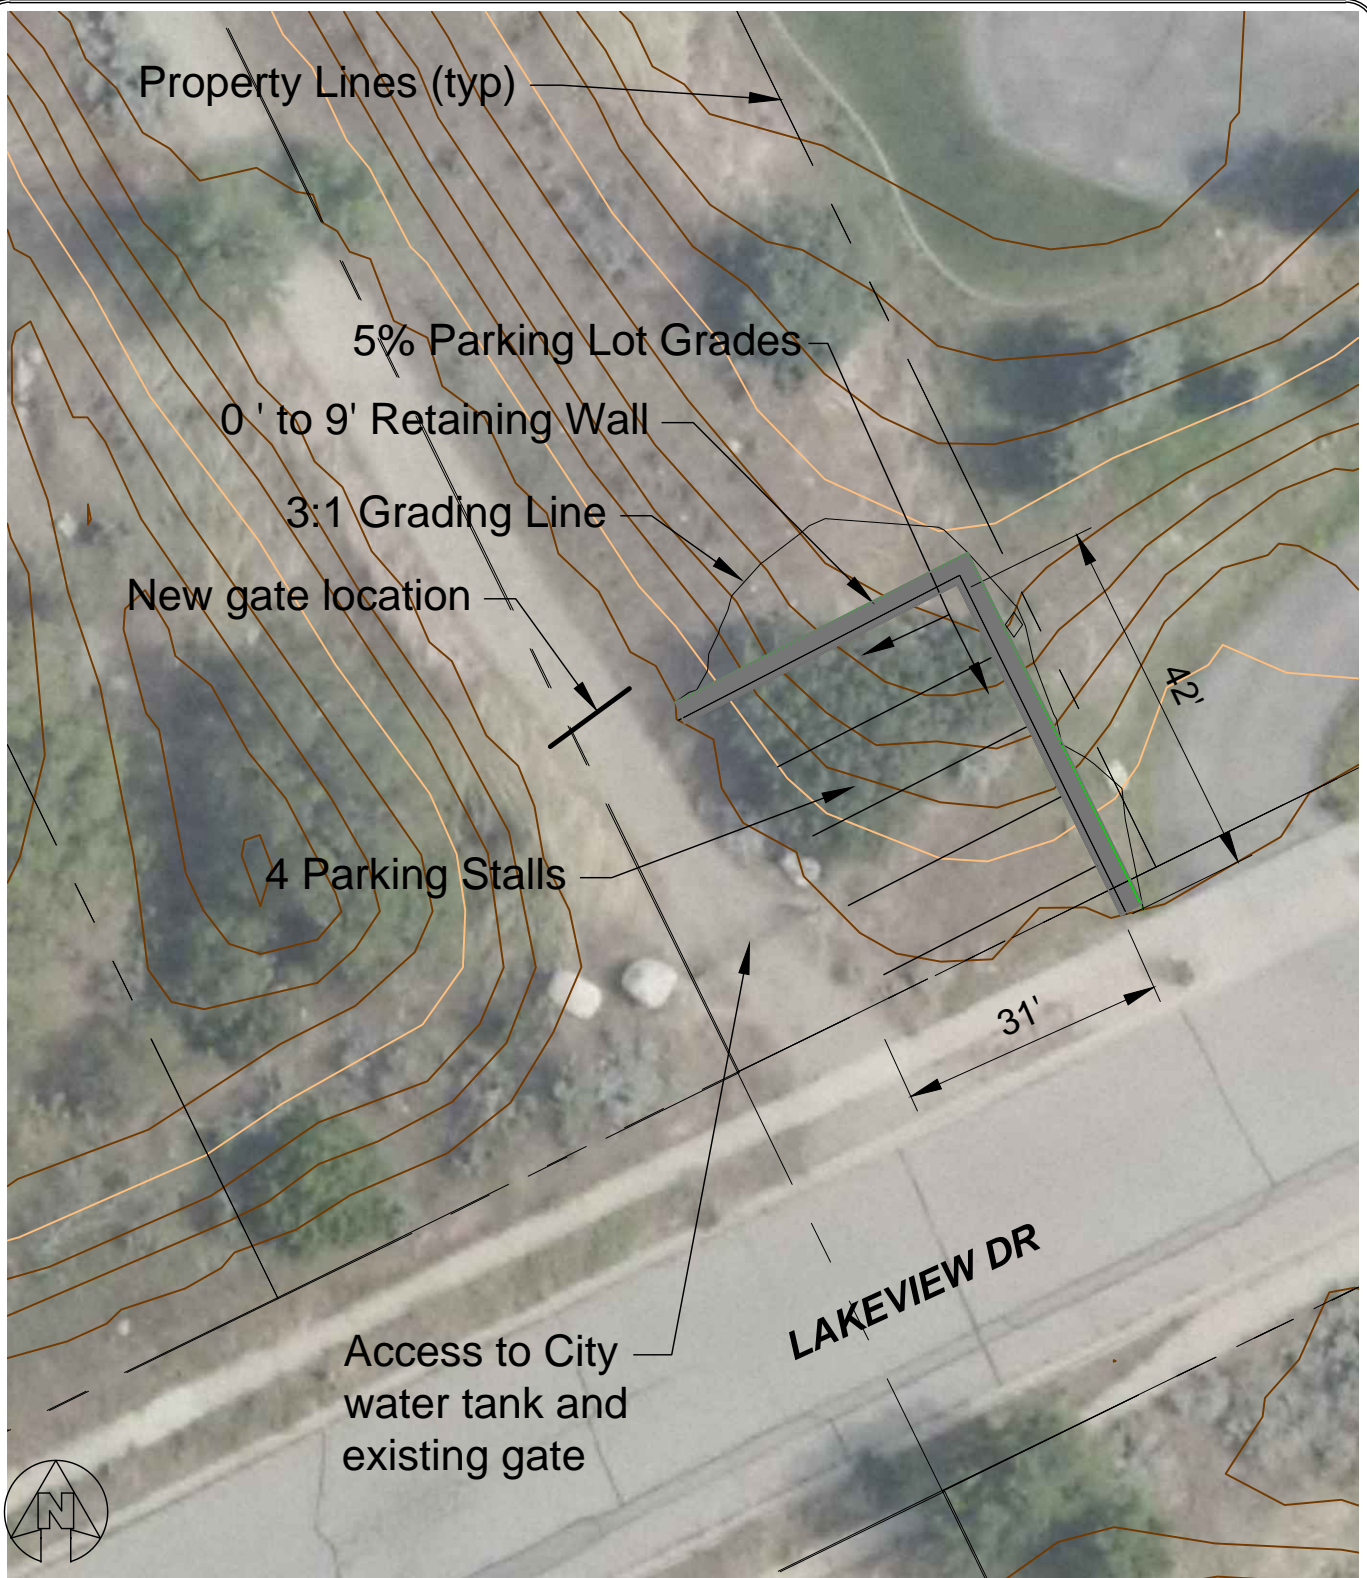 Property Lines (typ)
5% Parking Lot Grades
0 ' to 9' Retaining Wall
3:1 Grading Line
New gate location
42'
4 Parking Stalls
31'
LAKEVIEW DR
Access to City
water tank and
existing gate
N